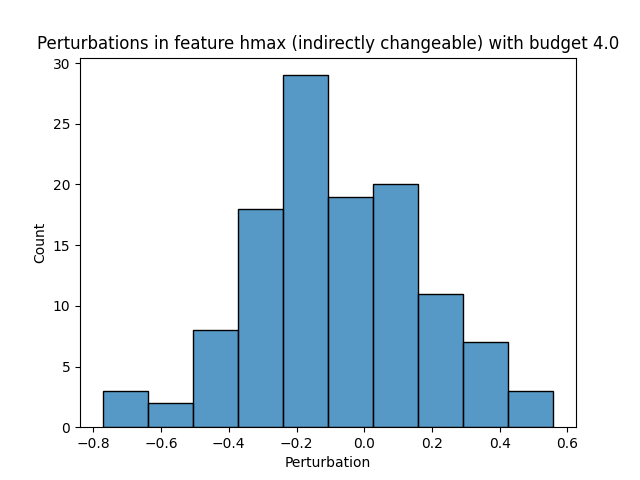 Perturbations in feature hmax (indirectly changeable) with budget 4.0
30
25
20
15
10
5
0
Count
−0.8 −0.6 −0.4 −0.2 0.0 0.2 0.4 0.6
Perturbation